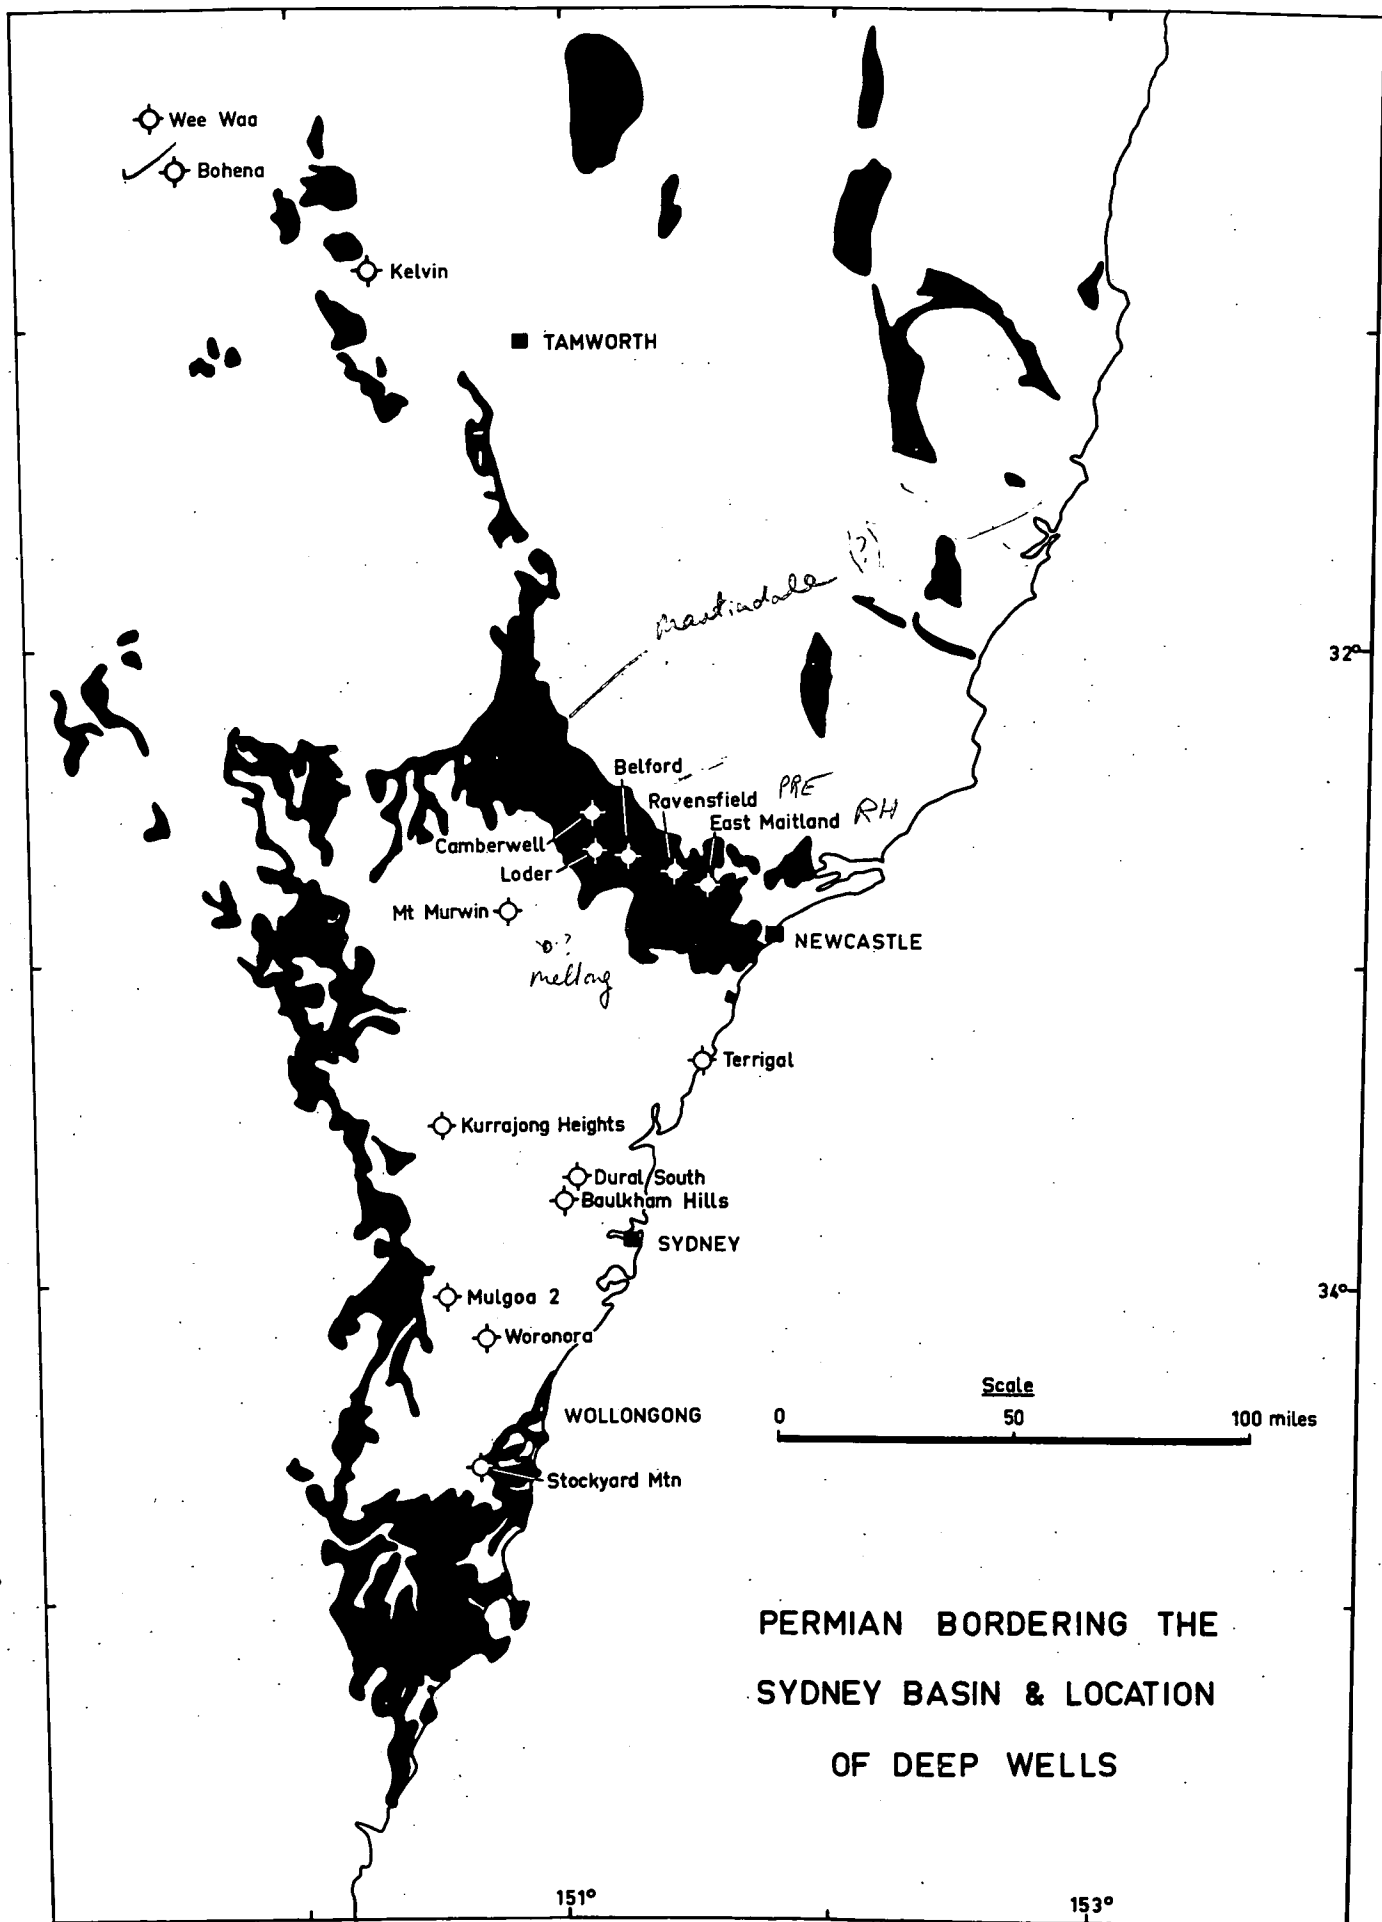 Wee Waa
Bohena
Kelvin
TAMWORTH
Martindale (?)
32°
Belford
Ravensfield PRE
East Maitland RH
Camberwell
Loder
Mt Murwin
NEWCASTLE
?
Mellong
Terrigal
Kurrajong Heights
Dural South
Baulkham Hills
SYDNEY
Mulgoa 2
34°
Woronora
Scale
0 50 100 miles
WOLLONGONG
Stockyard Mtn
PERMIAN BORDERING THE
SYDNEY BASIN & LOCATION
OF DEEP WELLS
151° 153°